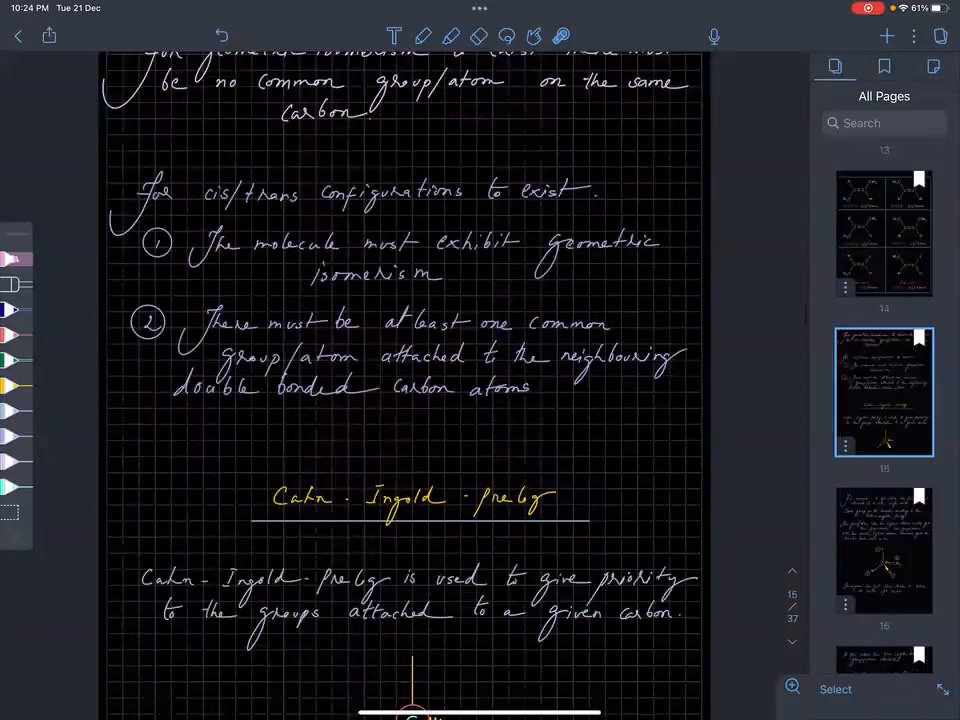 10:24 PM Tue 21 Dec
61%
be no common group/atom on the same
carbon.
For cis/trans configurations to exist.
① The molecule must exhibit geometric
isomerism
② There must be at least one common
group/atom attached to the neighbouring
double bonded carbon atoms
Cahn - Ingold - Prelog
Cahn - Ingold - Prelog is used to give priority
to the groups attached to a given carbon.
All Pages
Search
13
14
15
16
15
/
37
Select